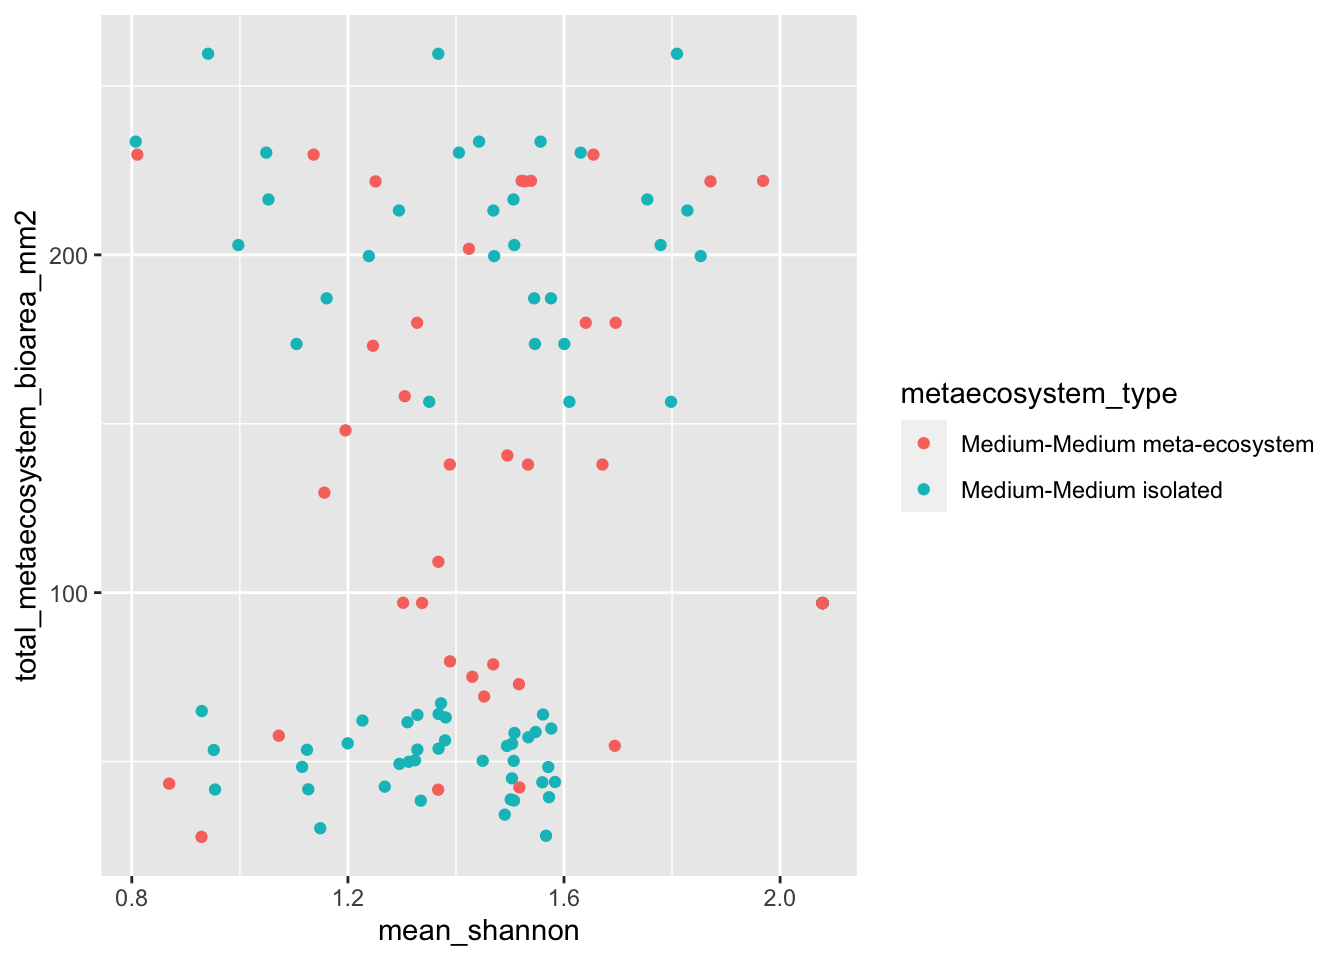 total_metaecosystem_bioarea_mm2
200
100
0.8
1.2
1.6
2.0
mean_shannon
metaecosystem_type
Medium-Medium meta-ecosystem
Medium-Medium isolated